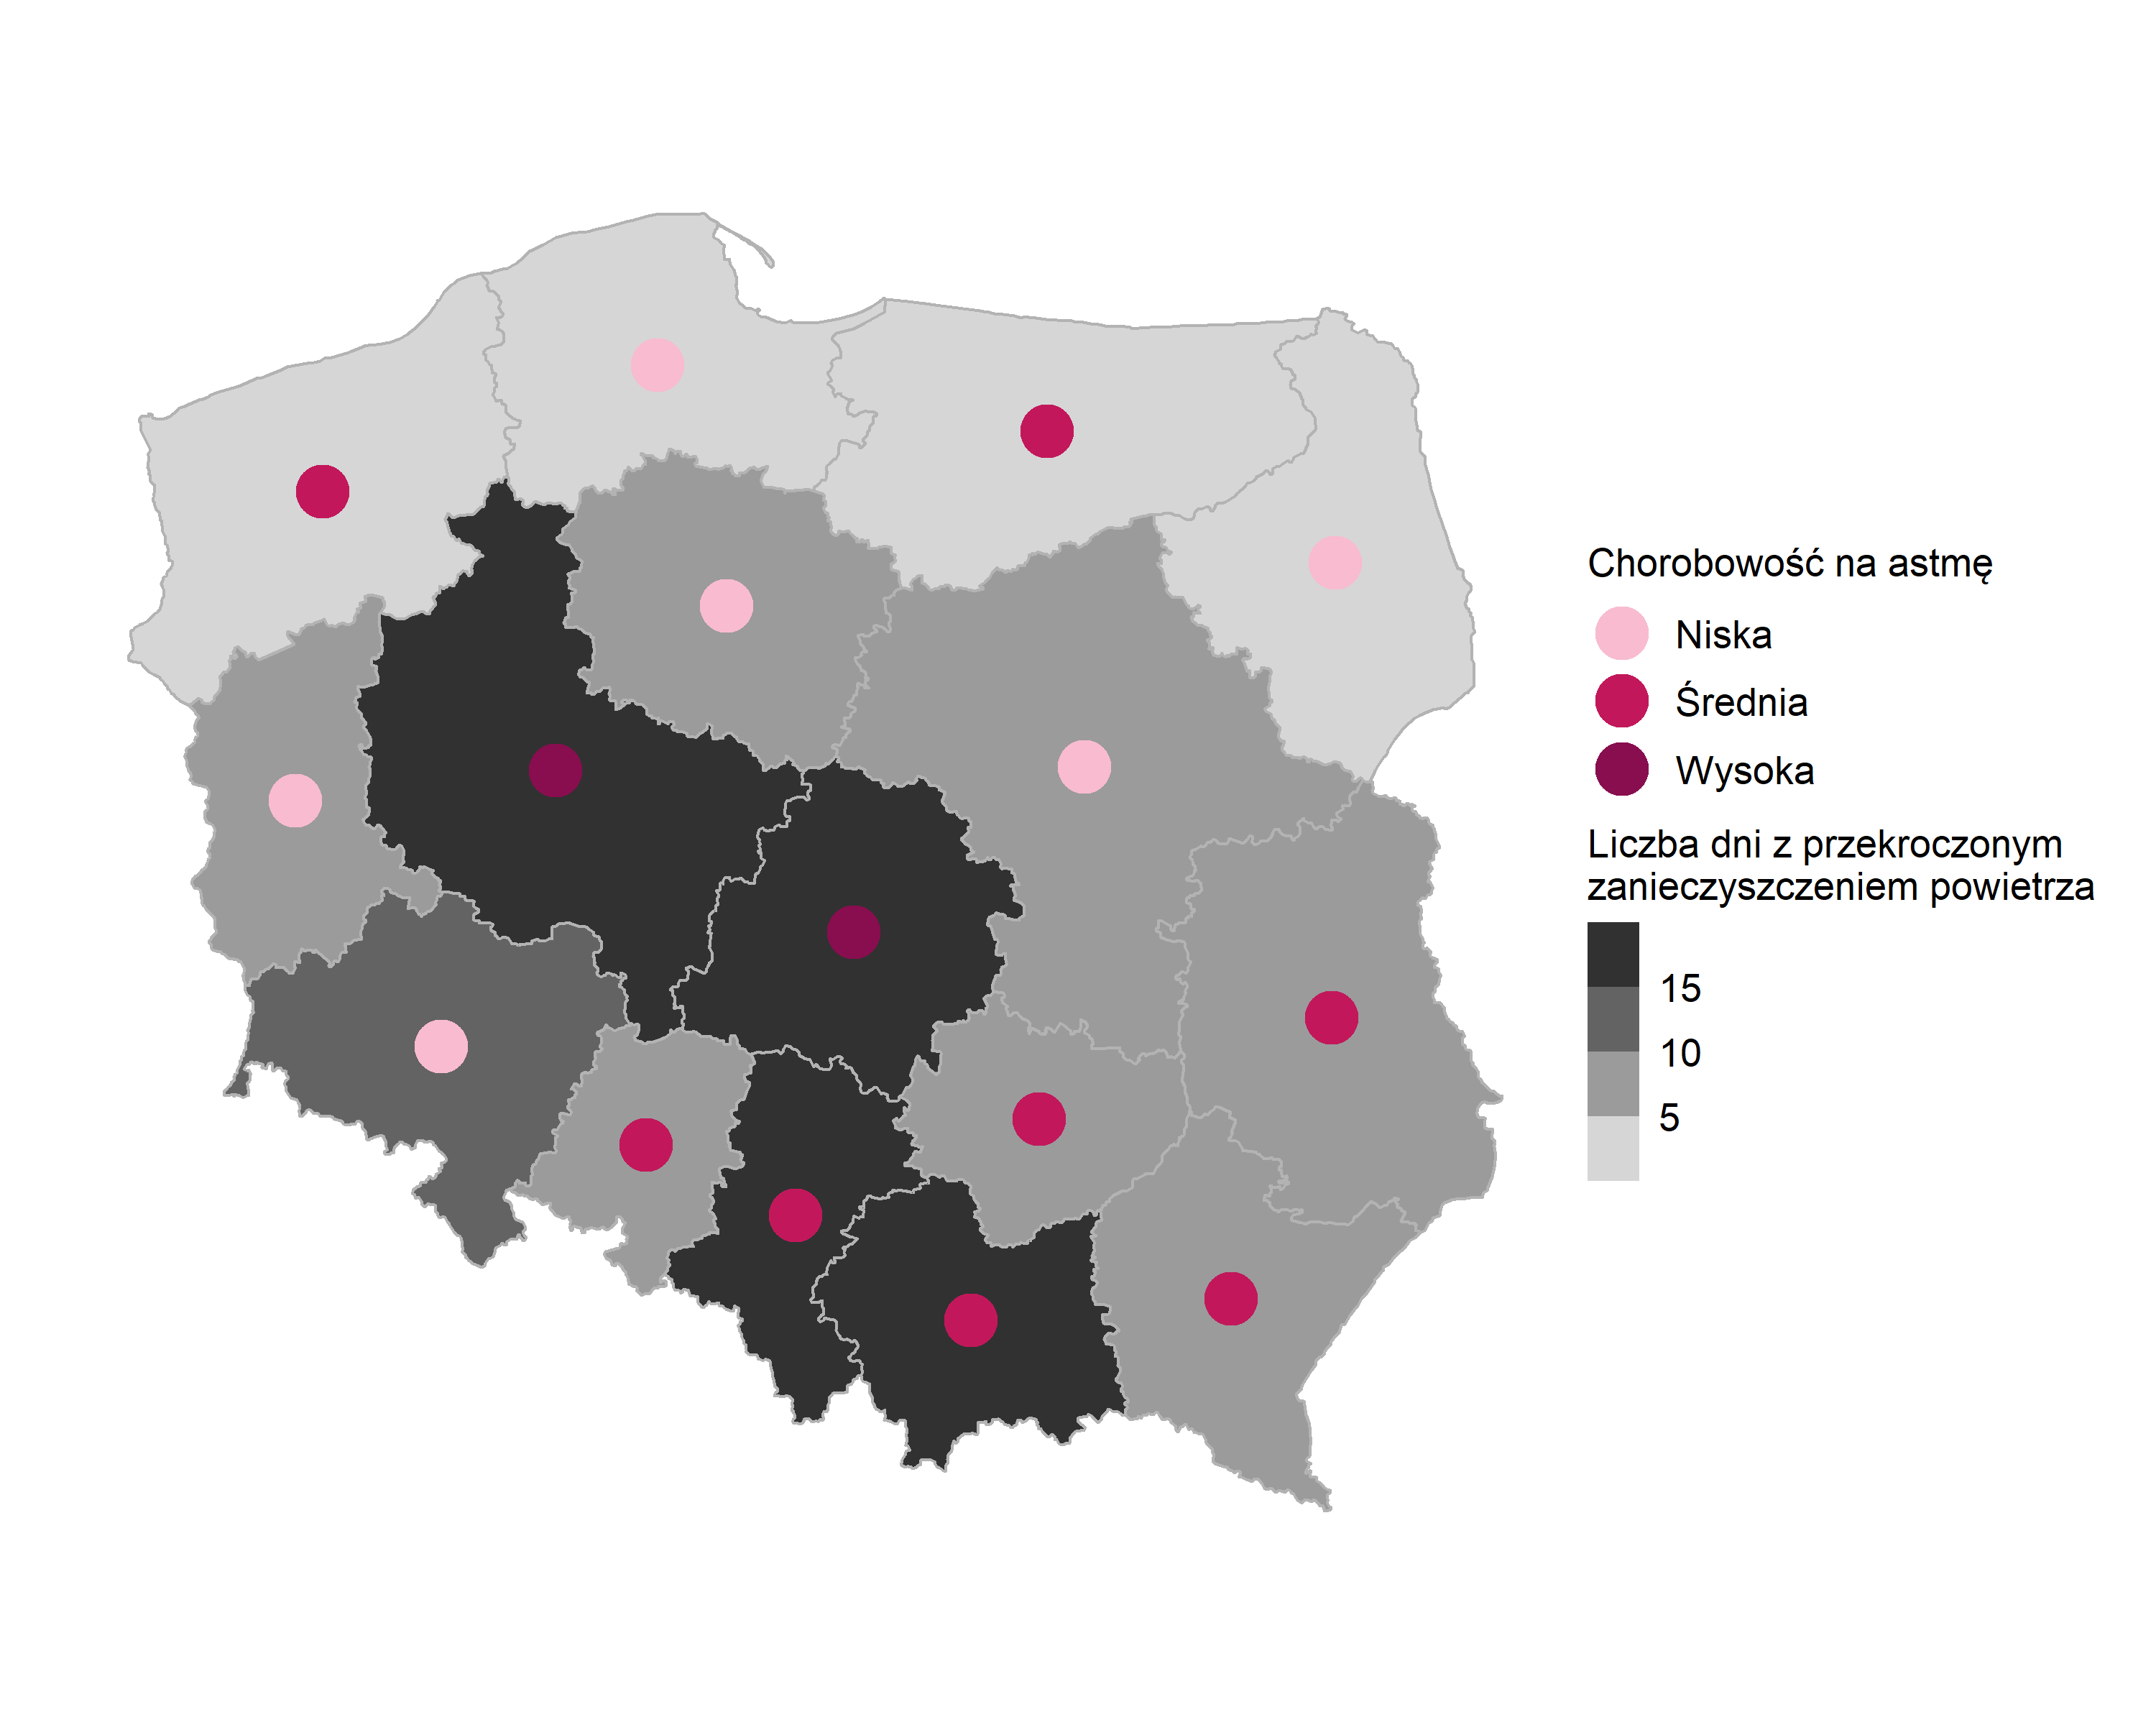 Chorobowość na astmę
Niska
Średnia
Wysoka
Liczba dni z przekroczonym
zanieczyszczeniem powietrza
15
10
5